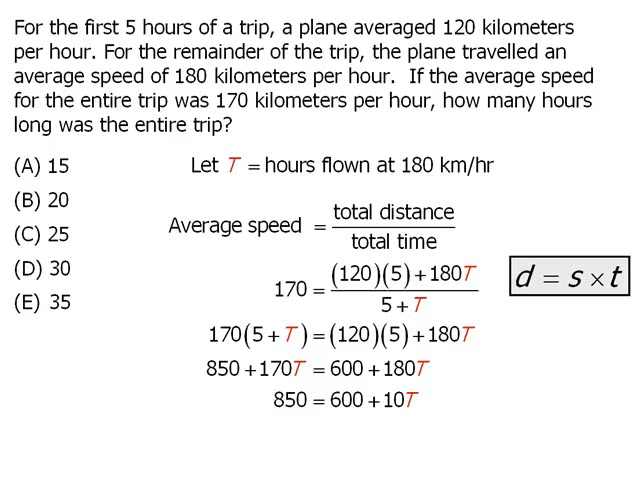 For the first 5 hours of a trip, a plane averaged 120 kilometers
per hour. For the remainder of the trip, the plane travelled an
average speed of 180 kilometers per hour.  If the average speed
for the entire trip was 170 kilometers per hour, how many hours
long was the entire trip?
(A) 15
(B) 20
(C) 25
(D) 30
(E) 35
Let T = hours flown at 180 km/hr
Average speed = total distance / total time
170 = ((120)(5) + 180T) / (5 + T)
170(5 + T) = (120)(5) + 180T
850 + 170T = 600 + 180T
850 = 600 + 10T
d = s × t